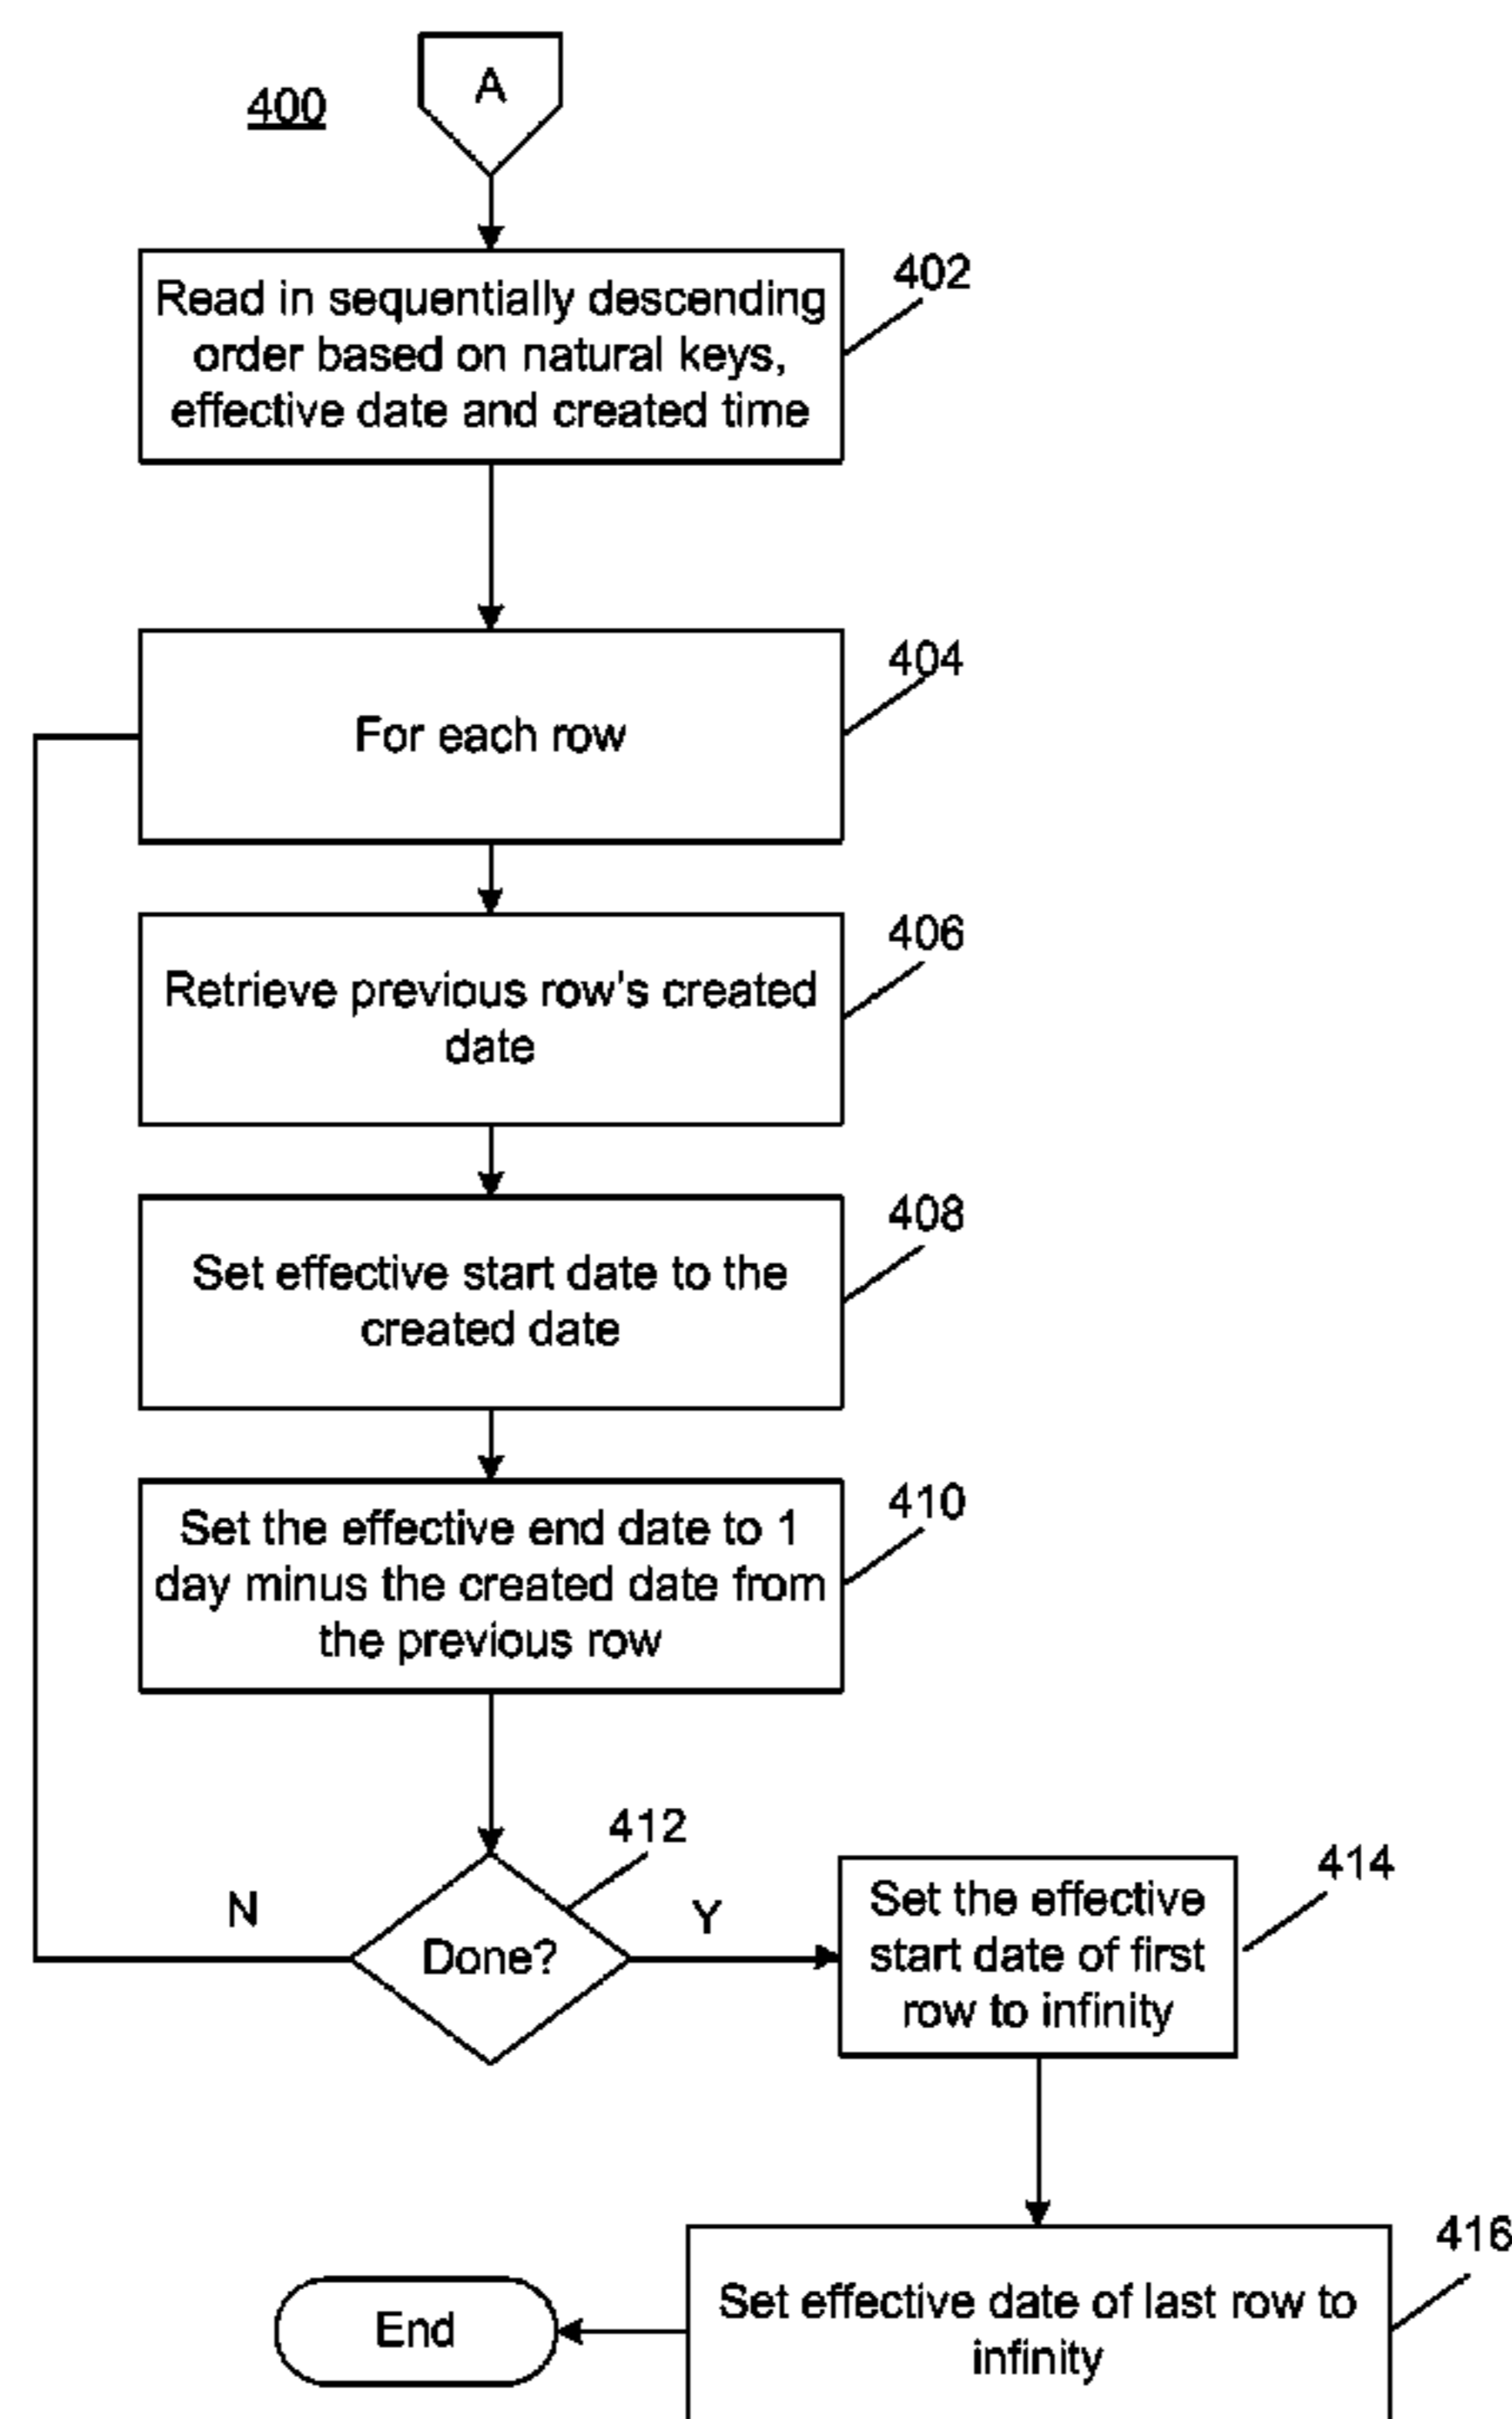 400
A
402
Read in sequentially descending
order based on natural keys,
effective date and created time
404
For each row
406
Retrieve previous row's created
date
408
Set effective start date to the
created date
410
Set the effective end date to 1
day minus the created date from
the previous row
412
N
Done?
Y
414
Set the effective
start date of first
row to infinity
416
Set effective date of last row to
infinity
End